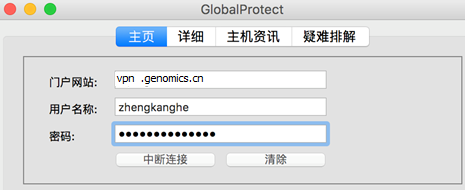 GlobalProtect
主页 详细 主机资讯 疑难排解
门户网站: vpn .genomics.cn
用户名称: zhengkanghe
密码: ●●●●●●●●●●●●●●
中断连接 清除